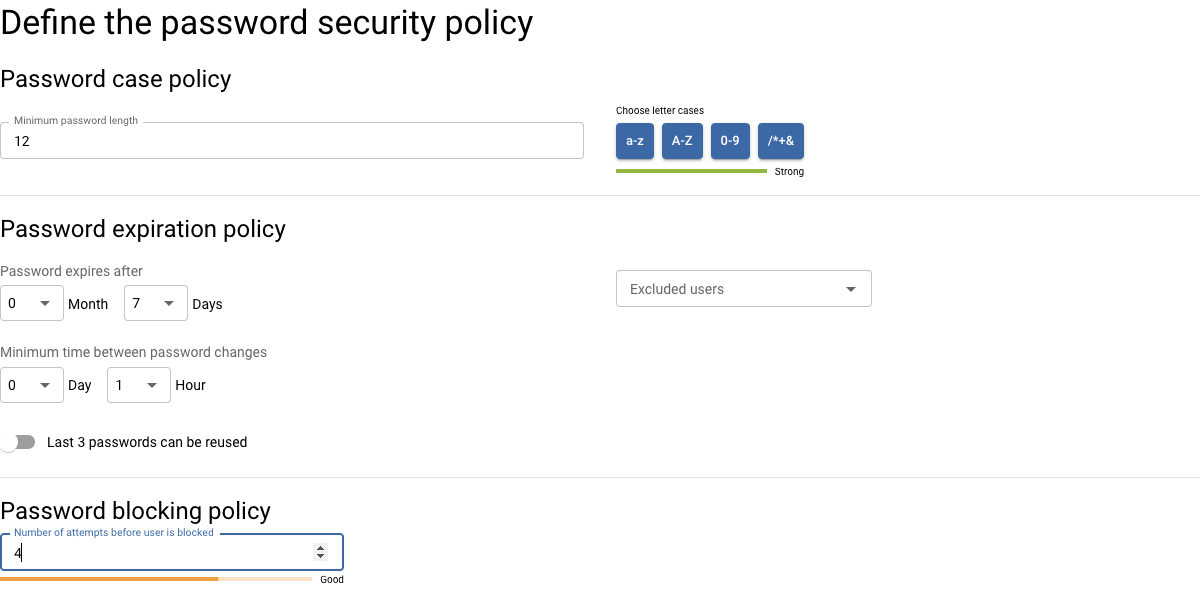 Define the password security policy
Password case policy
Minimum password length
12
Choose letter cases
a-z A-Z 0-9 /*+&
Strong
Password expiration policy
Password expires after
0 Month 7 Days
Excluded users
Minimum time between password changes
0 Day 1 Hour
Last 3 passwords can be reused
Password blocking policy
Number of attempts before user is blocked
4
Good